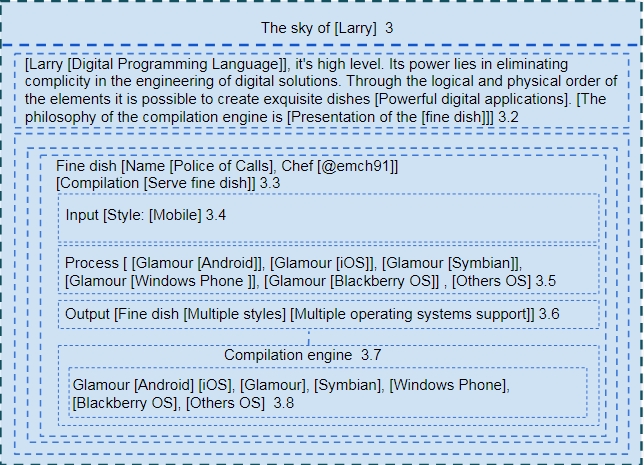 The sky of [Larry] 3
[Larry [Digital Programming Language]], it's high level. Its power lies in eliminating
complicity in the engineering of digital solutions. Through the logical and physical order of
the elements it is possible to create exquisite dishes [Powerful digital applications]. [The
philosophy of the compilation engine is [Presentation of the [fine dish]]] 3.2
Fine dish [Name [Police of Calls], Chef [@emch91]]
[Compilation [Serve fine dish]] 3.3
Input [Style: [Mobile] 3.4
Process [ [Glamour [Android]], [Glamour [iOS]], [Glamour [Symbian]],
[Glamour [Windows Phone ]], [Glamour [Blackberry OS]] , [Others OS] 3.5
Output [Fine dish [Multiple styles] [Multiple operating systems support]] 3.6
Compilation engine 3.7
Glamour [Android] [iOS], [Glamour], [Symbian], [Windows Phone],
[Blackberry OS], [Others OS] 3.8